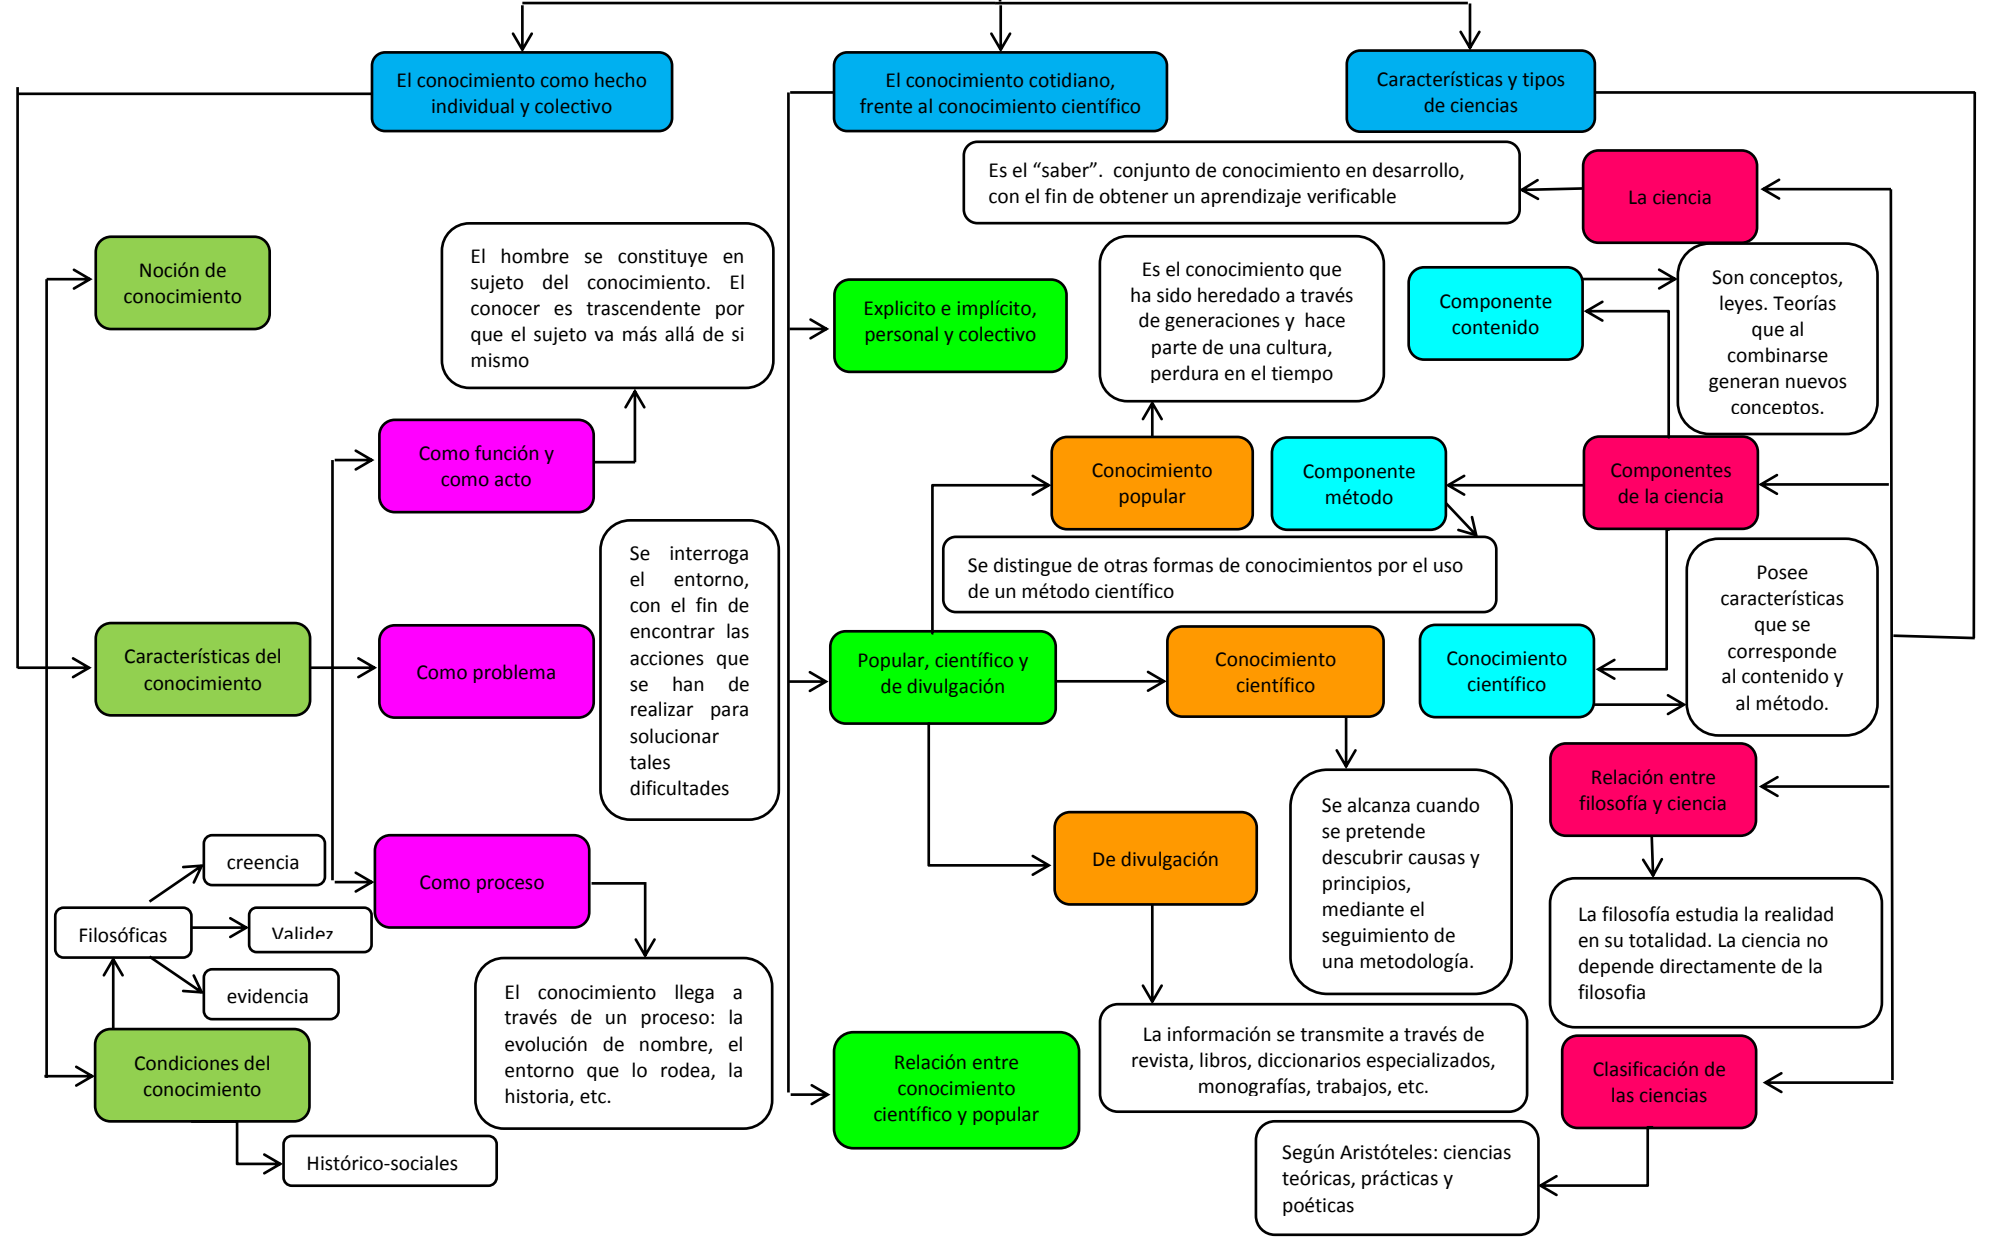 El conocimiento como hecho
individual y colectivo
El conocimiento cotidiano,
frente al conocimiento científico
Características y tipos
de ciencias
Es el “saber”.  conjunto de conocimiento en desarrollo,
con el fin de obtener un aprendizaje verificable
La ciencia
Noción de
conocimiento
El hombre se constituye en
sujeto del conocimiento. El
conocer es trascendente por
que el sujeto va más allá de si
mismo
Explicito e implícito,
personal y colectivo
Es el conocimiento que
ha sido heredado a través
de generaciones y  hace
parte de una cultura,
perdura en el tiempo
Componente
contenido
Son conceptos,
leyes. Teorías
que al
combinarse
generan nuevos
conceptos.
Como función y
como acto
Conocimiento
popular
Componente
método
Componentes
de la ciencia
Se interroga
el entorno,
con el fin de
encontrar las
acciones que
se han de
realizar para
solucionar
tales
dificultades
Se distingue de otras formas de conocimientos por el uso
de un método científico
Posee
características
que se
corresponde
al contenido y
al método.
Características del
conocimiento
Como problema
Popular, científico y
de divulgación
Conocimiento
científico
Conocimiento
científico
Relación entre
filosofía y ciencia
Se alcanza cuando
se pretende
descubrir causas y
principios,
mediante el
seguimiento de
una metodología.
creencia
Como proceso
De divulgación
Filosóficas
Validez
evidencia
La filosofía estudia la realidad
en su totalidad. La ciencia no
depende directamente de la
filosofia
El conocimiento llega a
través de un proceso: la
evolución de nombre, el
entorno que lo rodea, la
historia, etc.
La información se transmite a través de
revista, libros, diccionarios especializados,
monografías, trabajos, etc.
Condiciones del
conocimiento
Relación entre
conocimiento
científico y popular
Clasificación de
las ciencias
Histórico-sociales
Según Aristóteles: ciencias
teóricas, prácticas y
poéticas